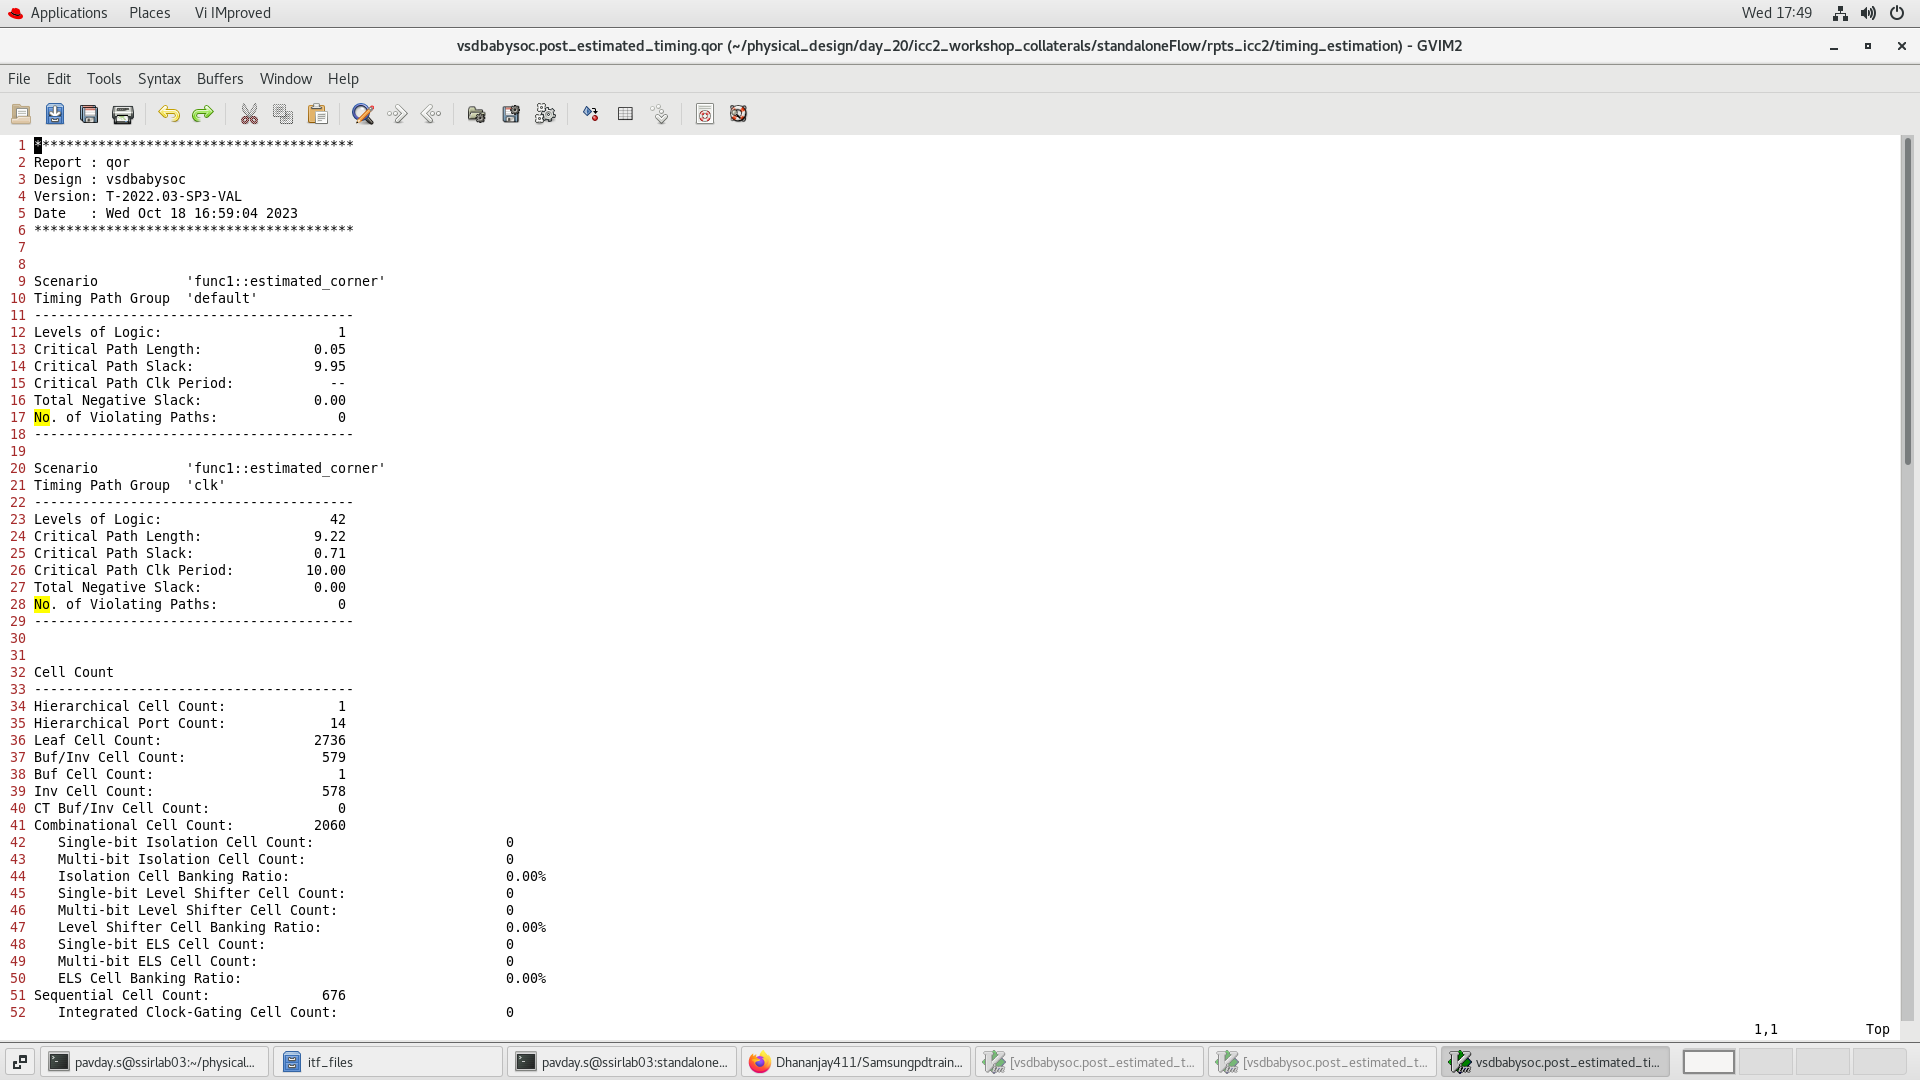 Applications Places Vi IMproved Wed 17:49
vsdbabysoc.post_estimated_timing.qor (~/physical_design/day_20/icc2_workshop_collaterals/standaloneFlow/rpts_icc2/timing_estimation) - GVIM2
File Edit Tools Syntax Buffers Window Help
1 ****************************************
2 Report : qor
3 Design : vsdbabysoc
4 Version: T-2022.03-SP3-VAL
5 Date   : Wed Oct 18 16:59:04 2023
6 ****************************************
7
8
9 Scenario           'func1::estimated_corner'
10 Timing Path Group  'default'
11 ----------------------------------------
12 Levels of Logic:                      1
13 Critical Path Length:              0.05
14 Critical Path Slack:               9.95
15 Critical Path Clk Period:            --
16 Total Negative Slack:              0.00
17 No. of Violating Paths:               0
18 ----------------------------------------
19
20 Scenario           'func1::estimated_corner'
21 Timing Path Group  'clk'
22 ----------------------------------------
23 Levels of Logic:                     42
24 Critical Path Length:              9.22
25 Critical Path Slack:               0.71
26 Critical Path Clk Period:         10.00
27 Total Negative Slack:              0.00
28 No. of Violating Paths:               0
29 ----------------------------------------
30
31
32 Cell Count
33 ----------------------------------------
34 Hierarchical Cell Count:              1
35 Hierarchical Port Count:             14
36 Leaf Cell Count:                   2736
37 Buf/Inv Cell Count:                 579
38 Buf Cell Count:                       1
39 Inv Cell Count:                     578
40 CT Buf/Inv Cell Count:                0
41 Combinational Cell Count:          2060
42    Single-bit Isolation Cell Count:                        0
43    Multi-bit Isolation Cell Count:                         0
44    Isolation Cell Banking Ratio:                           0.00%
45    Single-bit Level Shifter Cell Count:                    0
46    Multi-bit Level Shifter Cell Count:                     0
47    Level Shifter Cell Banking Ratio:                       0.00%
48    Single-bit ELS Cell Count:                              0
49    Multi-bit ELS Cell Count:                               0
50    ELS Cell Banking Ratio:                                 0.00%
51 Sequential Cell Count:              676
52    Integrated Clock-Gating Cell Count:                     0
1,1 Top
pavday.s@ssirlab03:~/physical... itf_files pavday.s@ssirlab03:standalone... Dhananjay411/Samsungpdtrain... [vsdbabysoc.post_estimated_t... [vsdbabysoc.post_estimated_t... vsdbabysoc.post_estimated_ti...